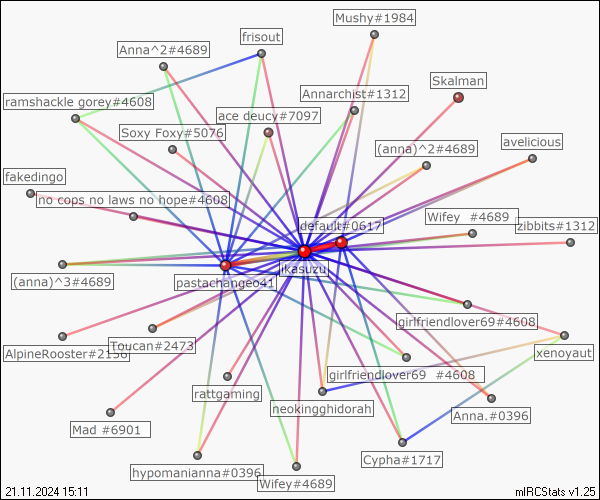 Mushy#1984
frisout
Anna^2#4689
Skalman
Annarchist#1312
ramshackle gorey#4608
ace deucy#7097
Soxy Foxy#5076
avelicious
(anna)^2#4689
fakedingo
no cops no laws no hope#4608
Wifey #4689
default#0617
zibbits#1312
jikasuzu
pastachangeo41
(anna)^3#4689
girlfriendlover69#4608
Toucan#2473
AlpineRooster#2156
xenoyaut
girlfriendlover69 #4608
rattgaming
neokingghidorah
Anna.#0396
Mad #6901
Cypha#1717
hypomanianna#0396
Wifey#4689
21.11.2024 15:11
mIRCStats v1.25